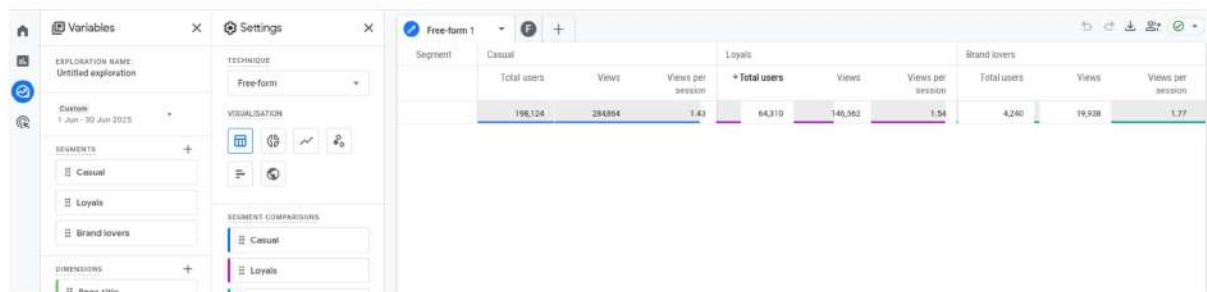 Variables
EXPLORATION NAME:
Untitled exploration
Custom
1 Jun - 30 Jun 2025
SEGMENTS
Casual
Loyals
Brand lovers
DIMENSIONS
Page title
Settings
TECHNIQUE
Free-form
VISUALISATION
SEGMENT COMPARISONS
Casual
Loyals
Free-form 1
F
Segment Casual Loyals Brand lovers
Total users Views Views per session Total users Views Views per session Total users Views Views per session
198,124 284,864 1.43 64,310 146,562 1.54 4,240 19,938 1.77